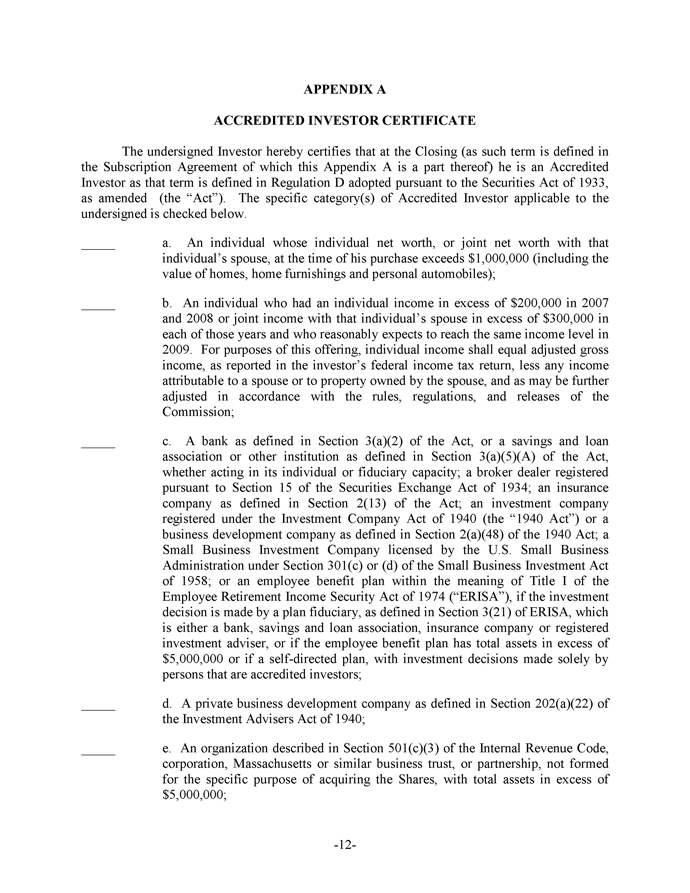 APPENDIX A
ACCREDITED INVESTOR CERTIFICATE
The undersigned Investor hereby certifies that at the Closing (as such term is defined in
the Subscription Agreement of which this Appendix A is a part thereof) he is an Accredited
Investor as that term is defined in Regulation D adopted pursuant to the Securities Act of 1933,
as amended (the “Act”). The specific category(s) of Accredited Investor applicable to the
undersigned is checked below.
_____ a. An individual whose individual net worth, or joint net worth with that
individual’s spouse, at the time of his purchase exceeds $1,000,000 (including the
value of homes, home furnishings and personal automobiles);
_____ b. An individual who had an individual income in excess of $200,000 in 2007
and 2008 or joint income with that individual’s spouse in excess of $300,000 in
each of those years and who reasonably expects to reach the same income level in
2009. For purposes of this offering, individual income shall equal adjusted gross
income, as reported in the investor’s federal income tax return, less any income
attributable to a spouse or to property owned by the spouse, and as may be further
adjusted in accordance with the rules, regulations, and releases of the
Commission;
_____ c. A bank as defined in Section 3(a)(2) of the Act, or a savings and loan
association or other institution as defined in Section 3(a)(5)(A) of the Act,
whether acting in its individual or fiduciary capacity; a broker dealer registered
pursuant to Section 15 of the Securities Exchange Act of 1934; an insurance
company as defined in Section 2(13) of the Act; an investment company
registered under the Investment Company Act of 1940 (the “1940 Act”) or a
business development company as defined in Section 2(a)(48) of the 1940 Act; a
Small Business Investment Company licensed by the U.S. Small Business
Administration under Section 301(c) or (d) of the Small Business Investment Act
of 1958; or an employee benefit plan within the meaning of Title I of the
Employee Retirement Income Security Act of 1974 (“ERISA”), if the investment
decision is made by a plan fiduciary, as defined in Section 3(21) of ERISA, which
is either a bank, savings and loan association, insurance company or registered
investment adviser, or if the employee benefit plan has total assets in excess of
$5,000,000 or if a self-directed plan, with investment decisions made solely by
persons that are accredited investors;
_____ d. A private business development company as defined in Section 202(a)(22) of
the Investment Advisers Act of 1940;
_____ e. An organization described in Section 501(c)(3) of the Internal Revenue Code,
corporation, Massachusetts or similar business trust, or partnership, not formed
for the specific purpose of acquiring the Shares, with total assets in excess of
$5,000,000;
-12-